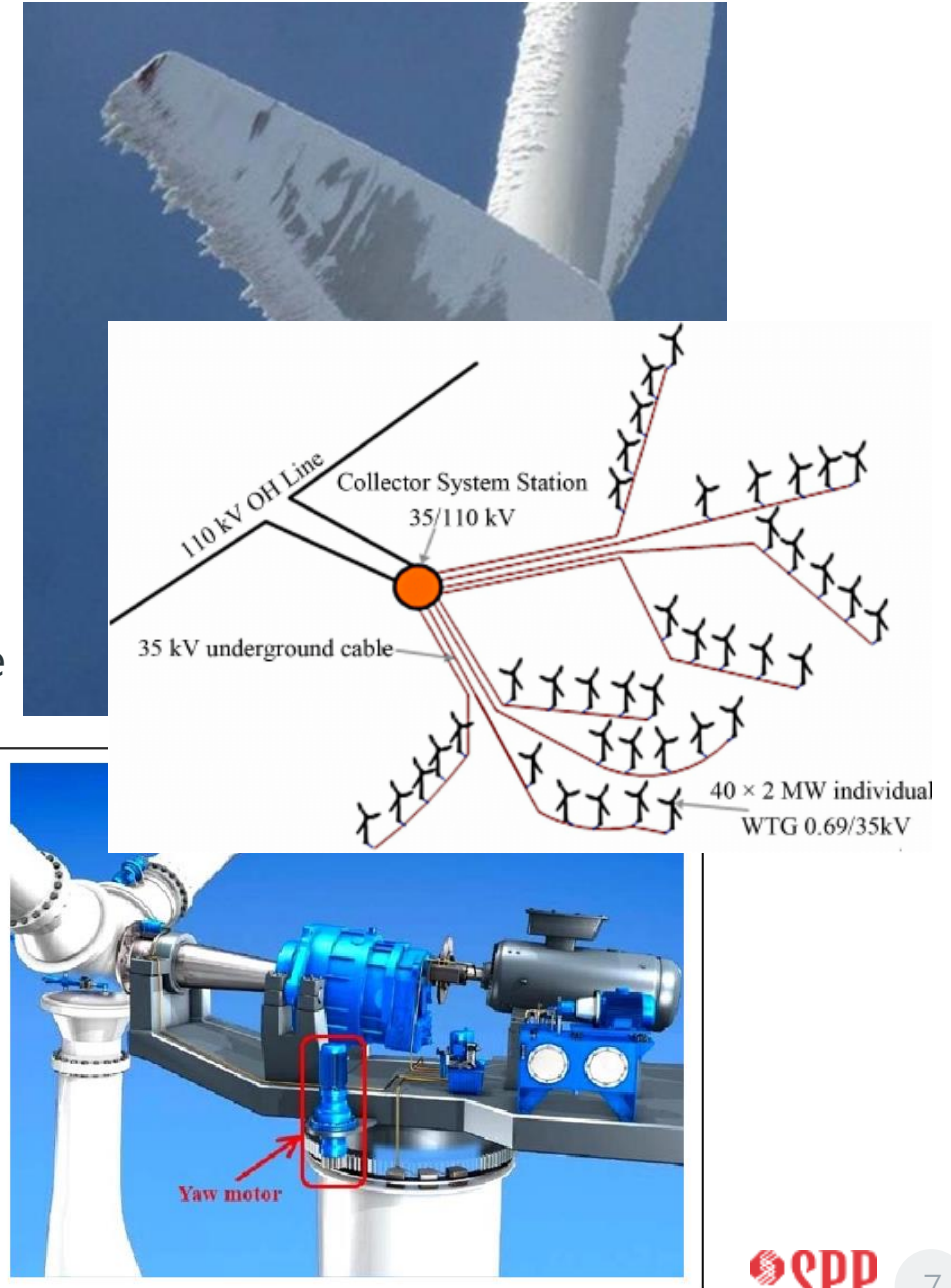 110 kV OH Line
Collector System Station
35/110 kV
35 kV underground cable
e
40 × 2 MW individual
WTG 0.69/35kV
Yaw motor
SPP
7